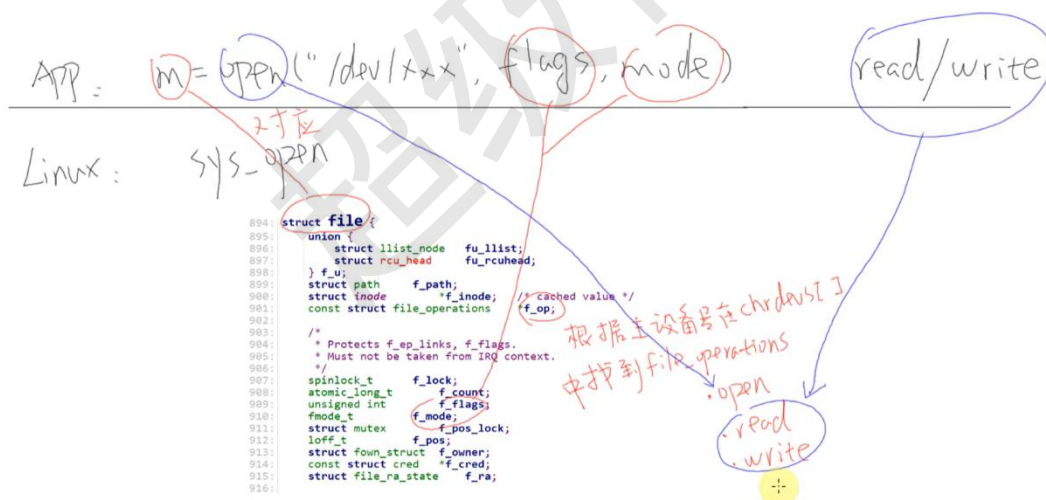 App: m = open("/dev/xxx", flags, mode) read/write
对应
Linux: sys_open
894: struct file {
895: union {
896: struct llist_node fu_llist;
897: struct rcu_head fu_rcuhead;
898: } f_u;
899: struct path f_path;
900: struct inode *f_inode; /* cached value */
901: const struct file_operations *f_op;
902:
903: /*
904: * Protects f_ep_links, f_flags.
905: * Must not be taken from IRQ context.
906: */
907: spinlock_t f_lock;
908: atomic_long_t f_count;
909: unsigned int f_flags;
910: fmode_t f_mode;
911: struct mutex f_pos_lock;
912: loff_t f_pos;
913: struct fown_struct f_owner;
914: const struct cred *f_cred;
915: struct file_ra_state f_ra;
916:
根据主设备号在chrdevs[]
中找到file_operations
.open
.read
.write
超级